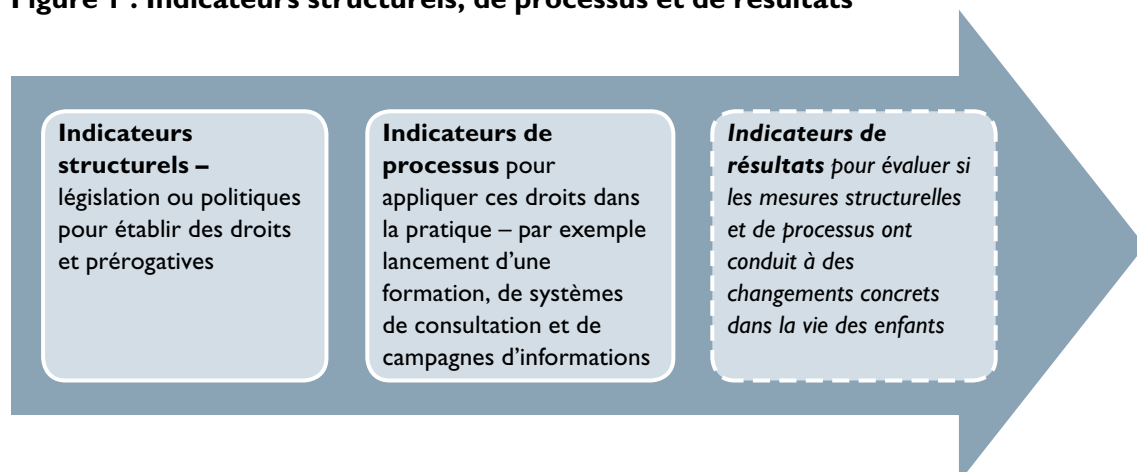 Figure 1 : Indicateurs structurels, de processus et de résultats
Indicateurs
structurels –
législation ou politiques
pour établir des droits
et prérogatives
Indicateurs de
processus pour
appliquer ces droits dans
la pratique – par exemple
lancement d’une
formation, de systèmes
de consultation et de
campagnes d’informations
Indicateurs de
résultats pour évaluer si
les mesures structurelles
et de processus ont
conduit à des
changements concrets
dans la vie des enfants